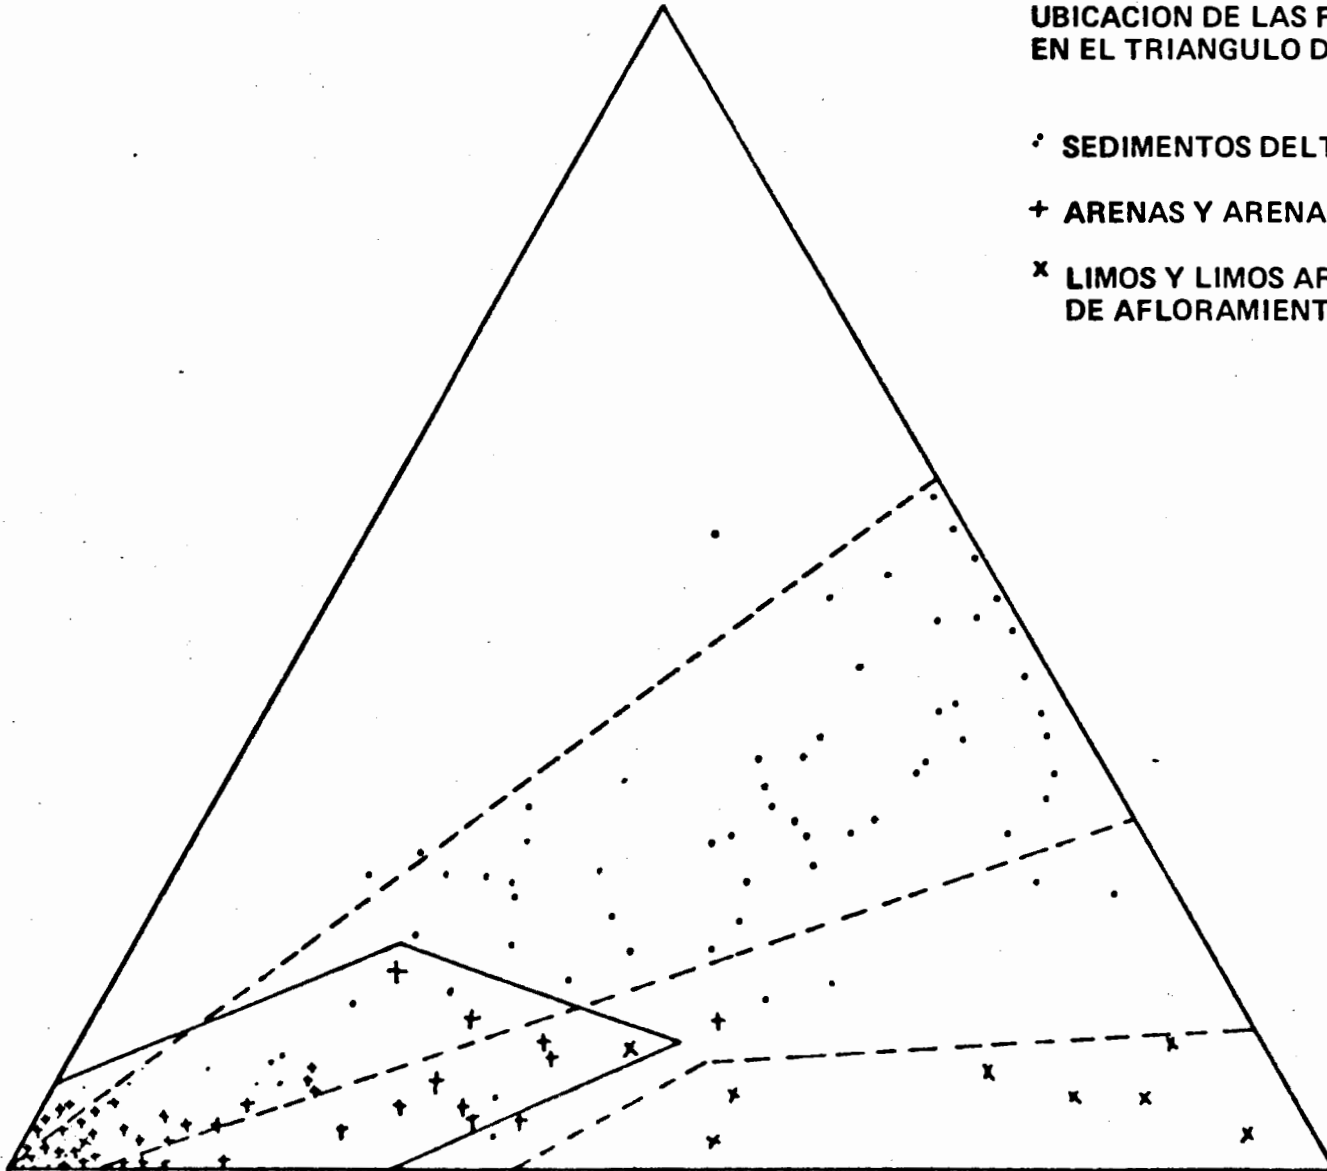 UBICACION DE LAS F
EN EL TRIANGULO D
SEDIMENTOS DELT
+ ARENAS Y ARENA
x LIMOS Y LIMOS AR
DE AFLORAMIENT